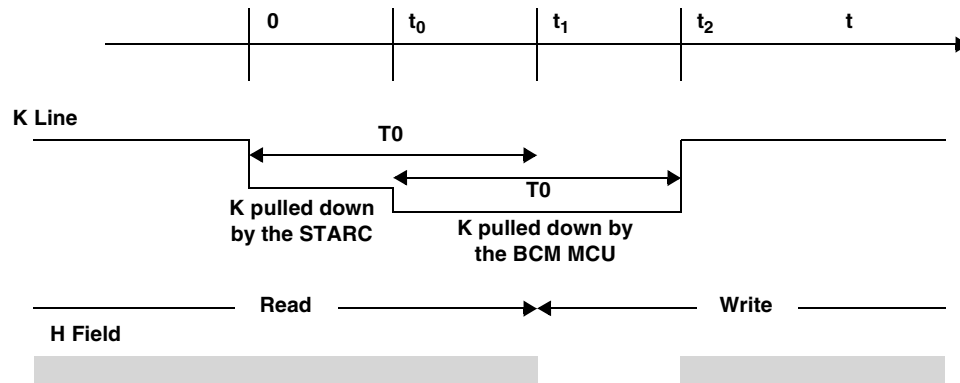 0
t0
t1
t2
t
K Line
T0
T0
K pulled down
by the STARC
K pulled down by
the BCM MCU
Read
Write
H Field